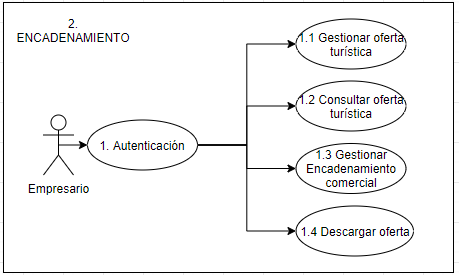 2.
ENCADENAMIENTO
1.1 Gestionar oferta
turística
1.2 Consultar oferta
turística
1. Autenticación
1.3 Gestionar
Encadenamiento
comercial
Empresario
1.4 Descargar oferta